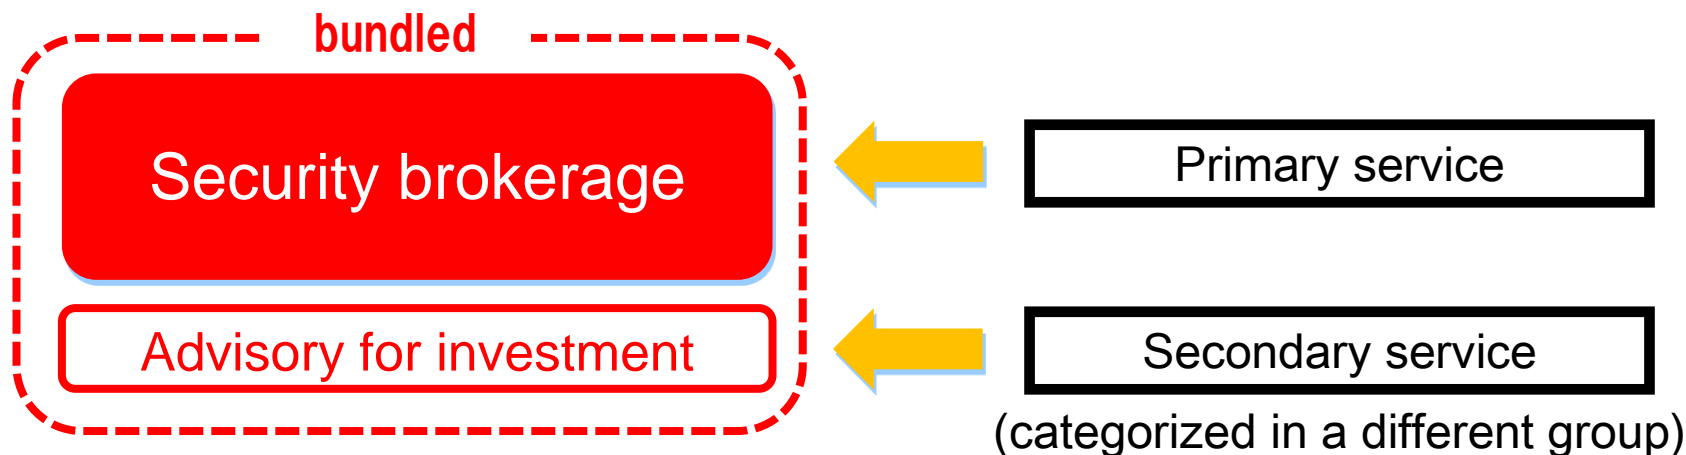 bundled
Security brokerage
Primary service
Advisory for investment
Secondary service
(categorized in a different group)